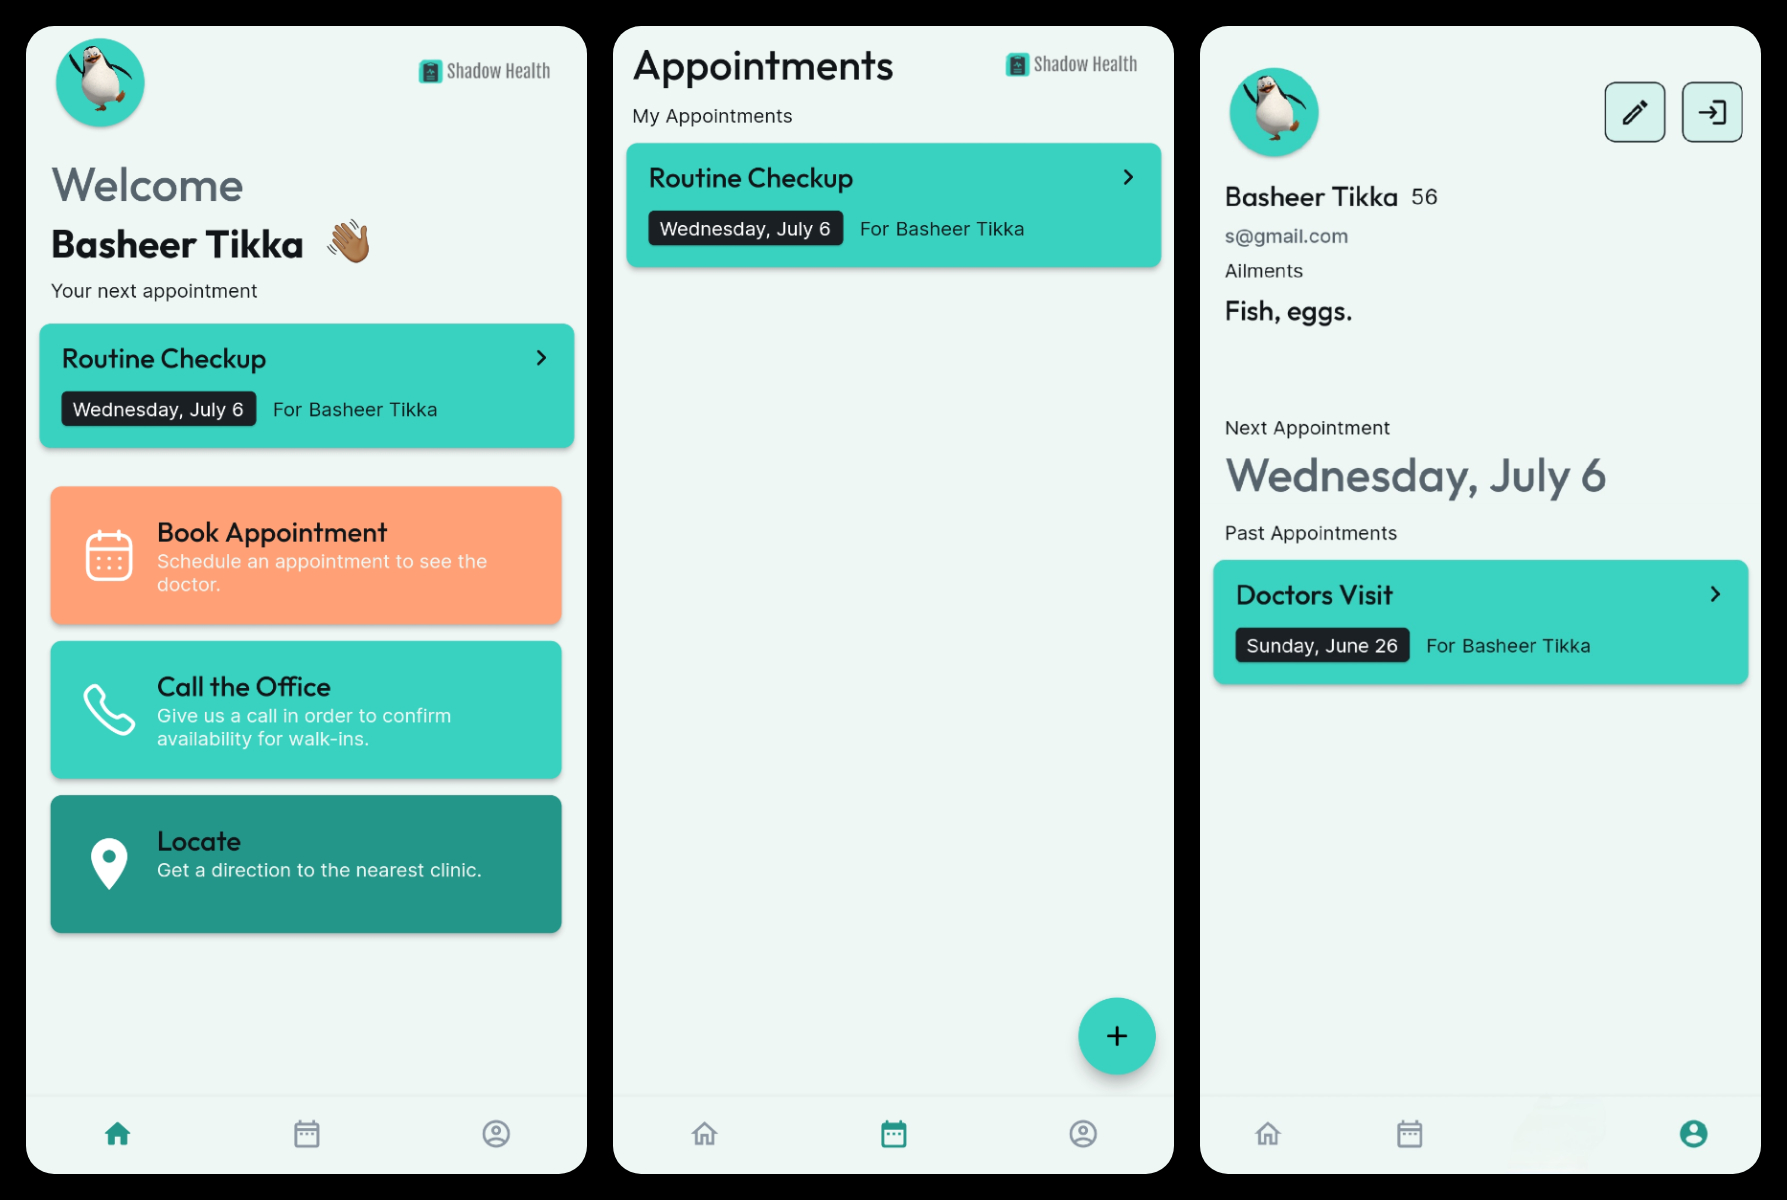 Shadow Health
Welcome
Basheer Tikka
Your next appointment
Routine Checkup
Wednesday, July 6
For Basheer Tikka
Book Appointment
Schedule an appointment to see the
doctor.
Call the Office
Give us a call in order to confirm
availability for walk-ins.
Locate
Get a direction to the nearest clinic.
Appointments
Shadow Health
My Appointments
Routine Checkup
Wednesday, July 6
For Basheer Tikka
Basheer Tikka 56
s@gmail.com
Ailments
Fish, eggs.
Next Appointment
Wednesday, July 6
Past Appointments
Doctors Visit
Sunday, June 26
For Basheer Tikka